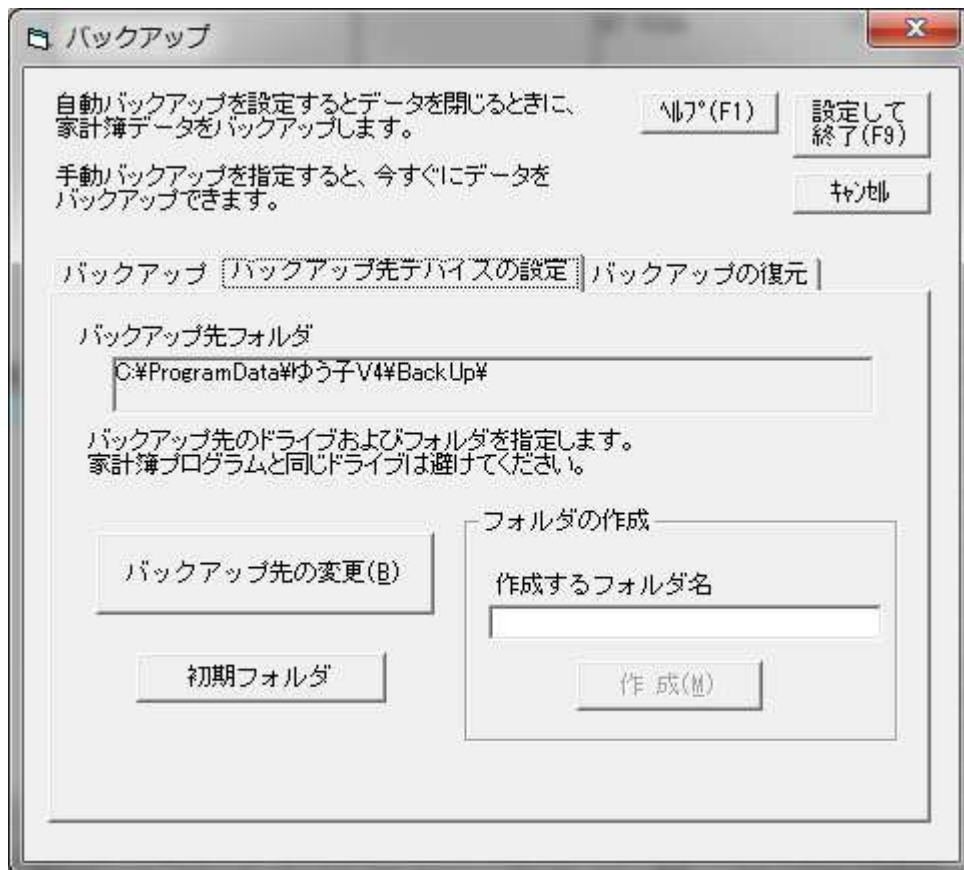 バックアップ
自動バックアップを設定するとデータを閉じるときに、
家計簿データをバックアップします。
ﾍﾙﾌﾟ(F1)
設定して
終了(F9)
手動バックアップを指定すると、今すぐにデータを
バックアップできます。
ｷｬﾝｾﾙ
バックアップ
バックアップ先デバイスの設定
バックアップの復元
バックアップ先フォルダ
C:¥ProgramData¥ゆう子V4¥BackUp¥
バックアップ先のドライブおよびフォルダを指定します。
家計簿プログラムと同じドライブは避けてください。
フォルダの作成
バックアップ先の変更(B)
作成するフォルダ名
初期フォルダ
作 成(M)